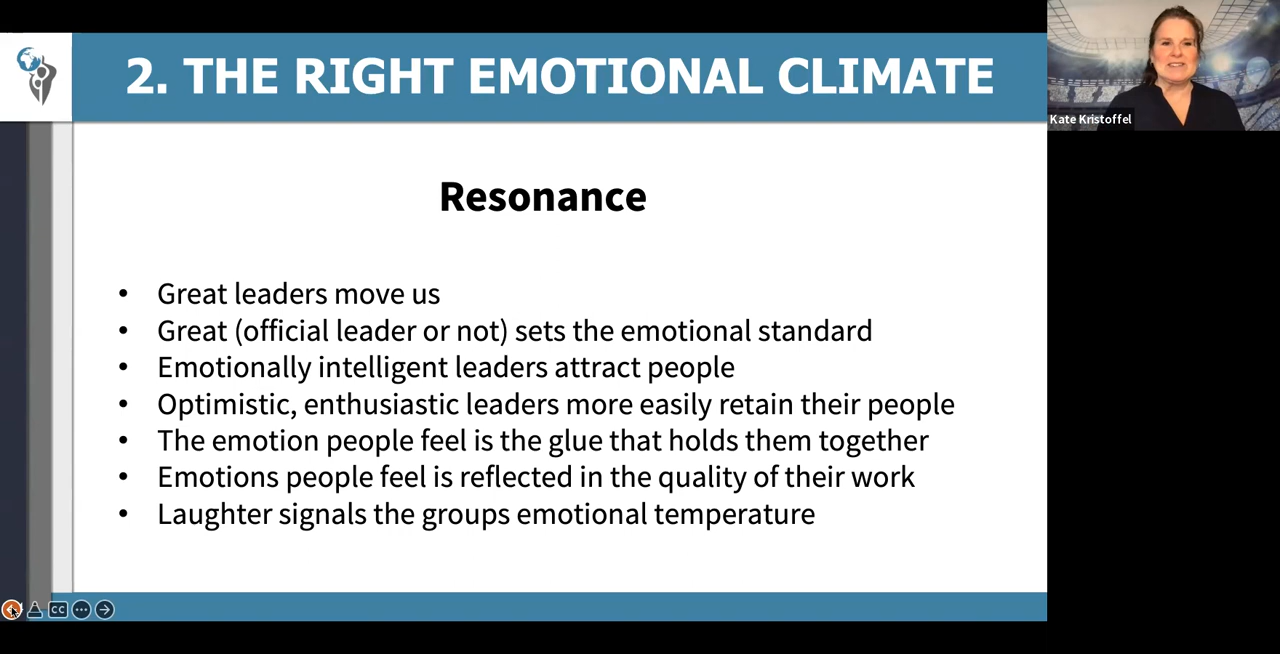 2. THE RIGHT EMOTIONAL CLIMATE
Kate Kristoffel
Resonance
• Great leaders move us
• Great (official leader or not) sets the emotional standard
• Emotionally intelligent leaders attract people
• Optimistic, enthusiastic leaders more easily retain their people
• The emotion people feel is the glue that holds them together
• Emotions people feel is reflected in the quality of their work
• Laughter signals the groups emotional temperature
CC